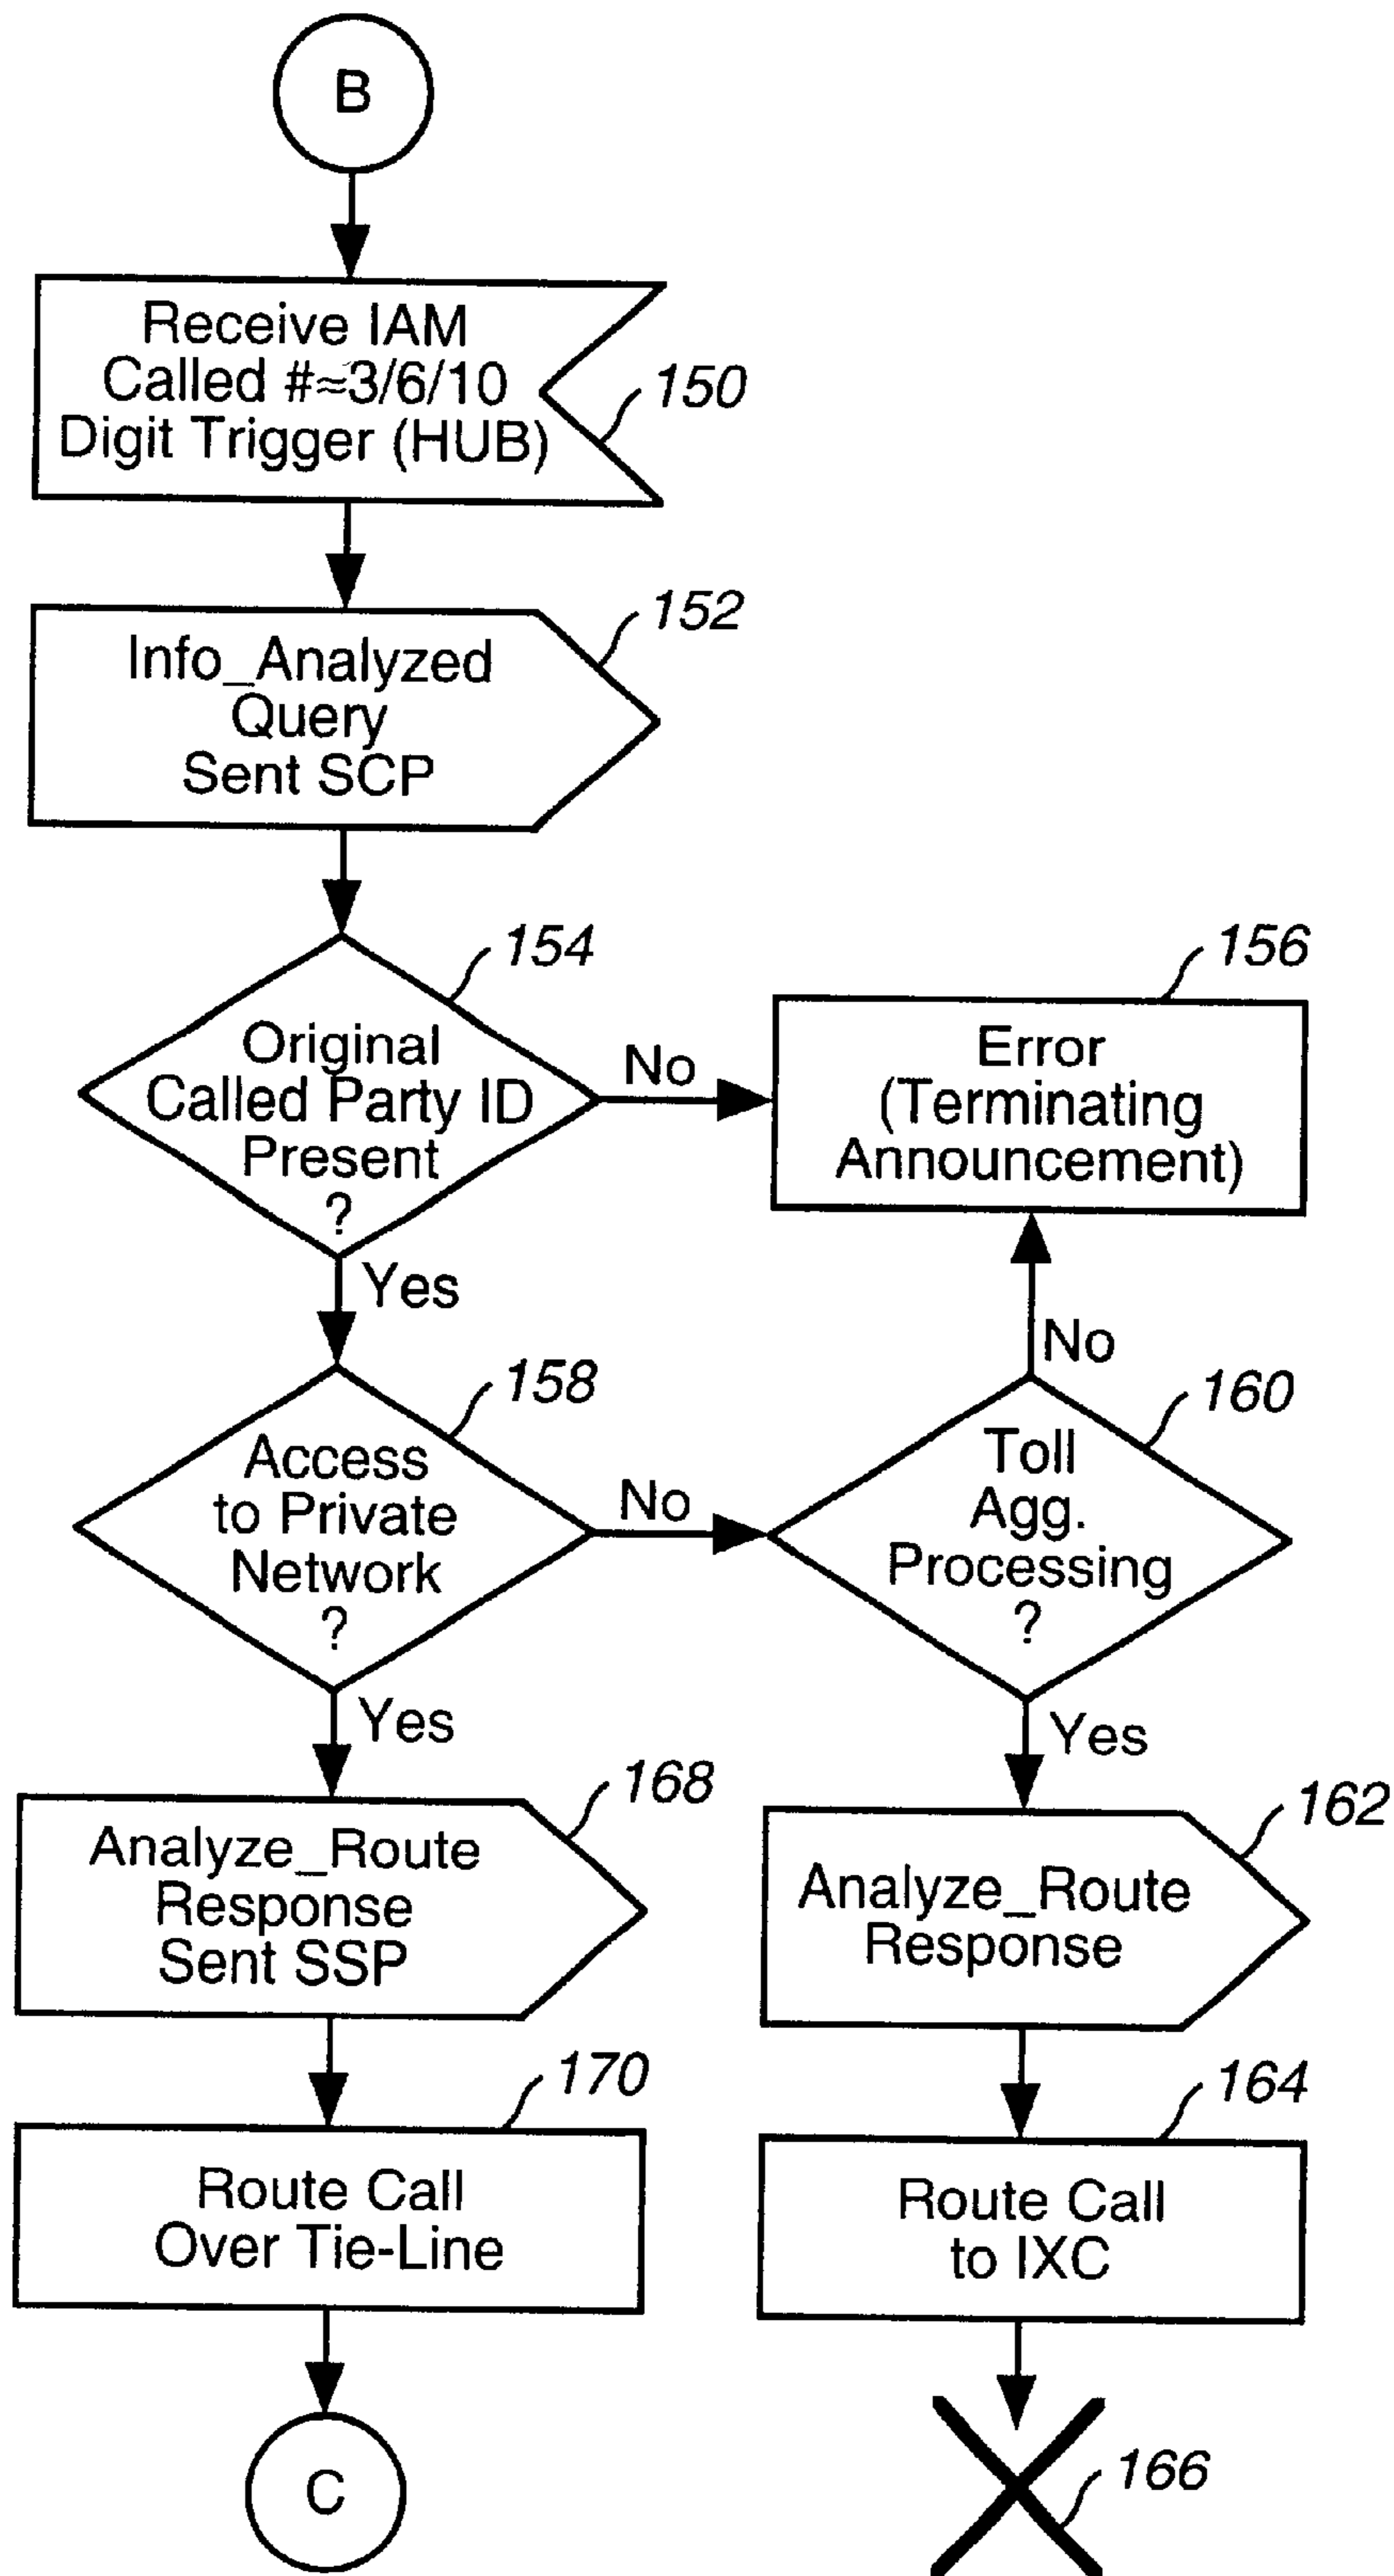 B
Receive IAM
Called #≈3/6/10
Digit Trigger (HUB)
150
Info_Analyzed
Query
Sent SCP
152
Original
Called Party ID
Present
?
154
No
Yes
Error
(Terminating
Announcement)
156
Access
to Private
Network
?
158
No
Yes
Toll
Agg.
Processing
?
160
No
Yes
Analyze_Route
Response
Sent SSP
168
Analyze_Route
Response
162
Route Call
Over Tie-Line
170
Route Call
to IXC
164
C
166